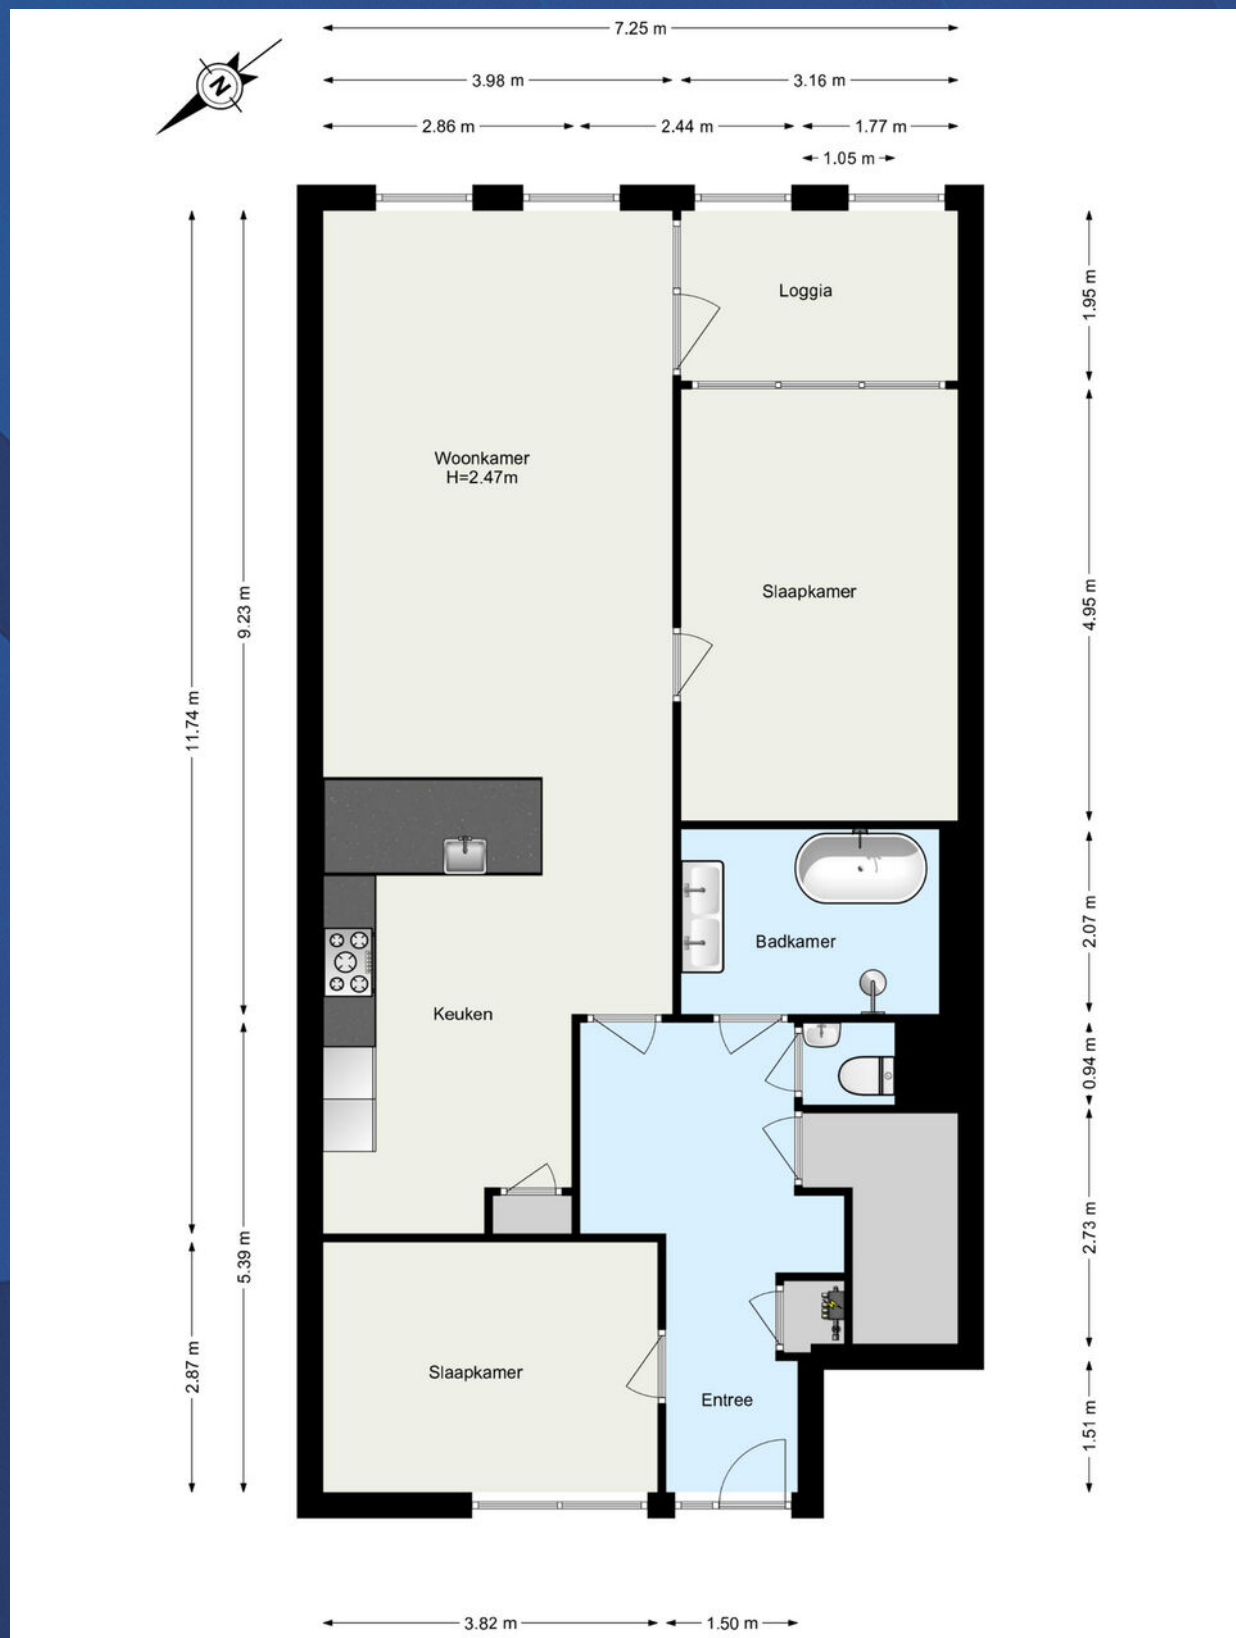 7.25 m
3.98 m
3.16 m
2.86 m
2.44 m
1.77 m
1.05 m
N
Loggia
1.95 m
Woonkamer
H=2.47m
Slaapkamer
4.95 m
9.23 m
11.74 m
Badkamer
2.07 m
Keuken
0.94 m
2.73 m
5.39 m
Slaapkamer
2.87 m
Entree
1.51 m
3.82 m
1.50 m